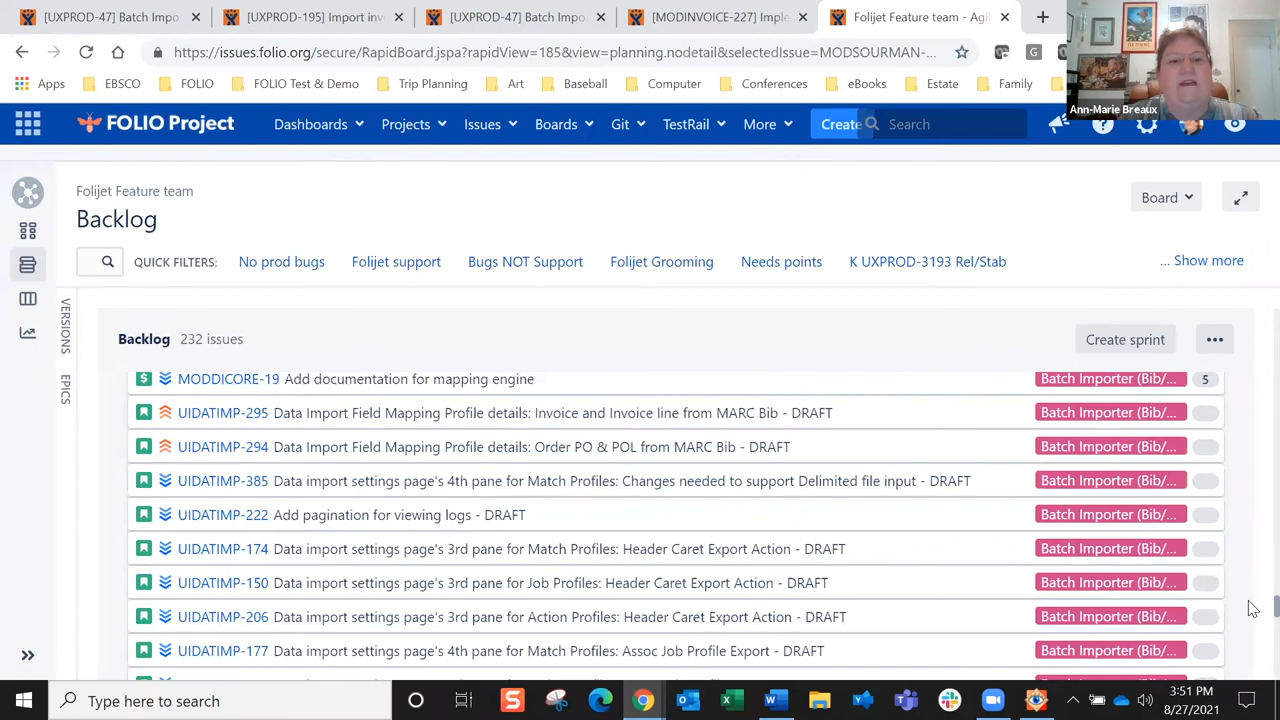 [UXPROD-47] Batch Impo
[UXPROD-195] Import inv
[UXPROD-47] Batch Impo
[MODINVOICE-227] Imple
Folijet Feature team - Agil
https://issues.folio.org/secure/RapidBoard.jspa?rapidView=185&view=planning.nodetail&selectedIssue=MODSOURMAN-...
G
Apps EBSCO FOLIO FOLIO Test & Demo Trip Planning Art Baseball Computer Conferences eBooks Estate Family
Ann-Marie Breaux
FOLIO Project Dashboards Projects Issues Boards Git TestRail More Create Search
Folijet Feature team
Backlog
Board
QUICK FILTERS: No prod bugs Folijet support Bugs NOT Support Folijet Grooming Needs points K UXPROD-3193 Rel/Stab ... Show more
VERSIONS
EPICS
Backlog 232 issues Create sprint
MODDICORE-19 Add documentation for mapping engine Batch Importer (Bib/... 5
UIDATIMP-295 Data Import Field Mapping Profile details: Invoice and Invoice line from MARC Bib - DRAFT Batch Importer (Bib/...
UIDATIMP-294 Data Import Field Mapping Profile details: Order PO & POL from MARC Bib - DRAFT Batch Importer (Bib/...
UIDATIMP-385 Data import settings page's 4th pane for Match Profiles: Changes needed to support Delimited file input - DRAFT Batch Importer (Bib/...
UIDATIMP-222 Add pagination for viewing logs - DRAFT Batch Importer (Bib/...
UIDATIMP-174 Data import settings page's 3rd pane for Match Profiles: Header Caret Export Action - DRAFT Batch Importer (Bib/...
UIDATIMP-150 Data import settings page's 3rd pane for Job Profiles: Header Caret Export Action - DRAFT Batch Importer (Bib/...
UIDATIMP-206 Data import settings page's 3rd pane for Action Profiles: Header Caret Export Action - DRAFT Batch Importer (Bib/...
UIDATIMP-177 Data import settings page's 4th pane for Match Profiles: Assoc Job Profile Export - DRAFT Batch Importer (Bib/...
Type here to search
3:51 PM
8/27/2021